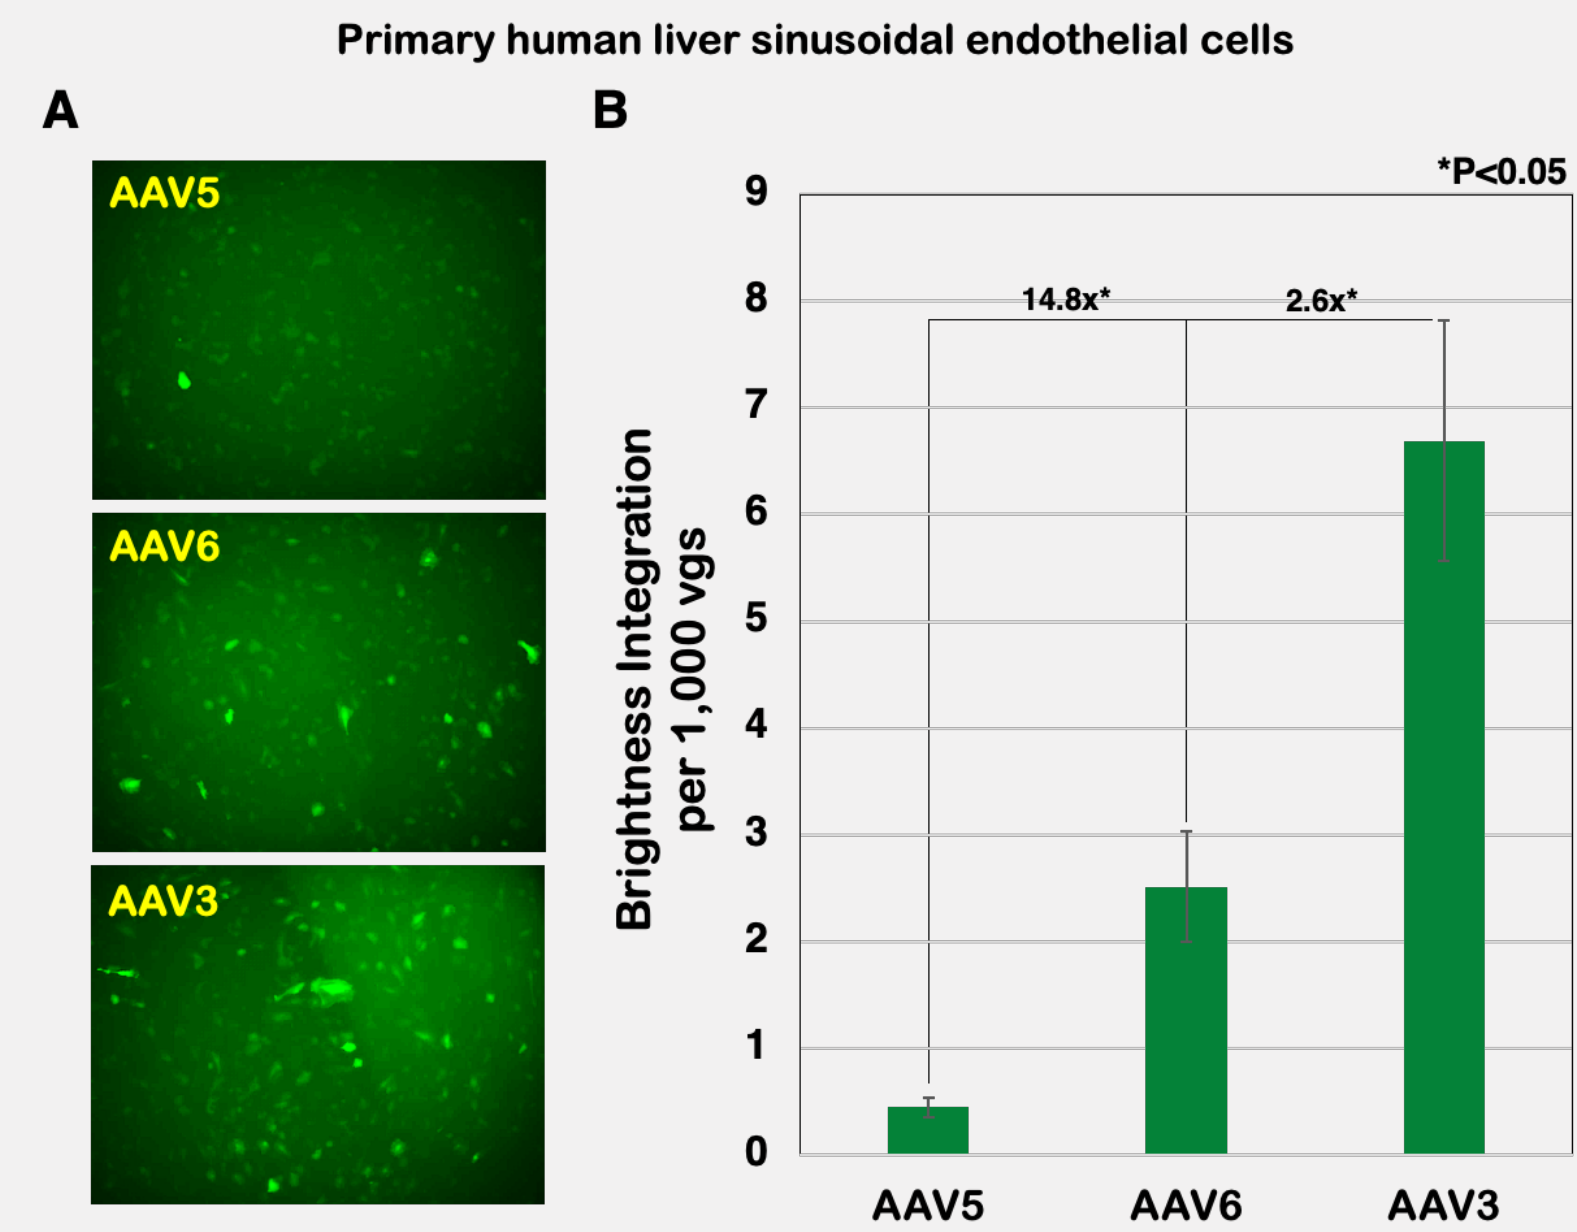 Primary human liver sinusoidal endothelial cells
A
AAV5
AAV6
AAV3
B
*P<0.05
Brightness Integration
per 1,000 vgs
9
8
7
6
5
4
3
2
1
0
14.8x*
2.6x*
AAV5
AAV6
AAV3